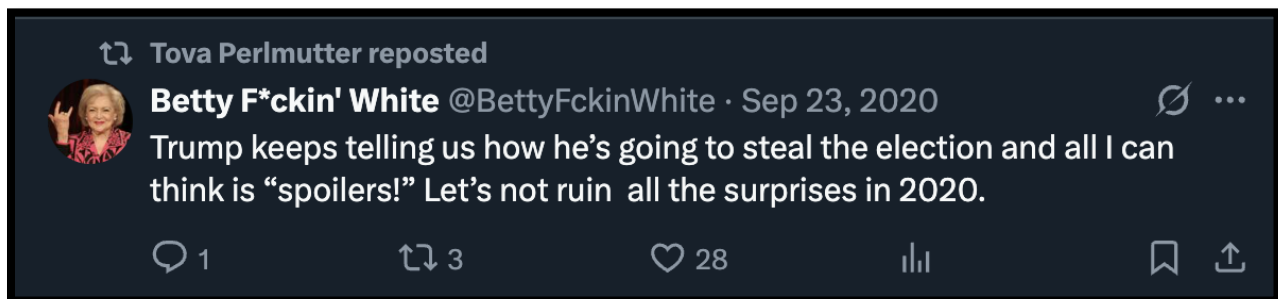 Tova Perlmutter reposted
Betty F*ckin' White @BettyFckinWhite · Sep 23, 2020
Trump keeps telling us how he’s going to steal the election and all I can
think is “spoilers!” Let’s not ruin  all the surprises in 2020.
1 3 28